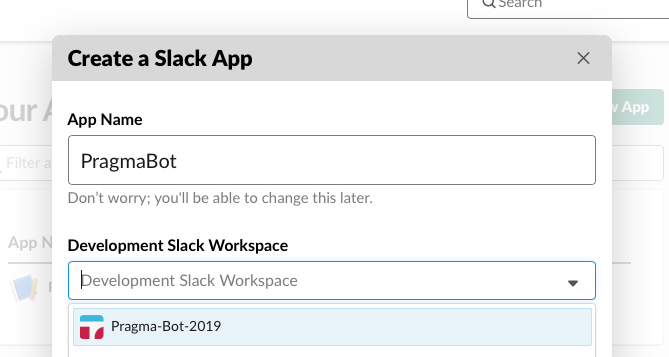 Search
Create a Slack App
our A
w App
App Name
PragmaBot
Filter a
Don't worry; you'll be able to change this later.
App N
Development Slack Workspace
Development Slack Workspace
Pragma-Bot-2019